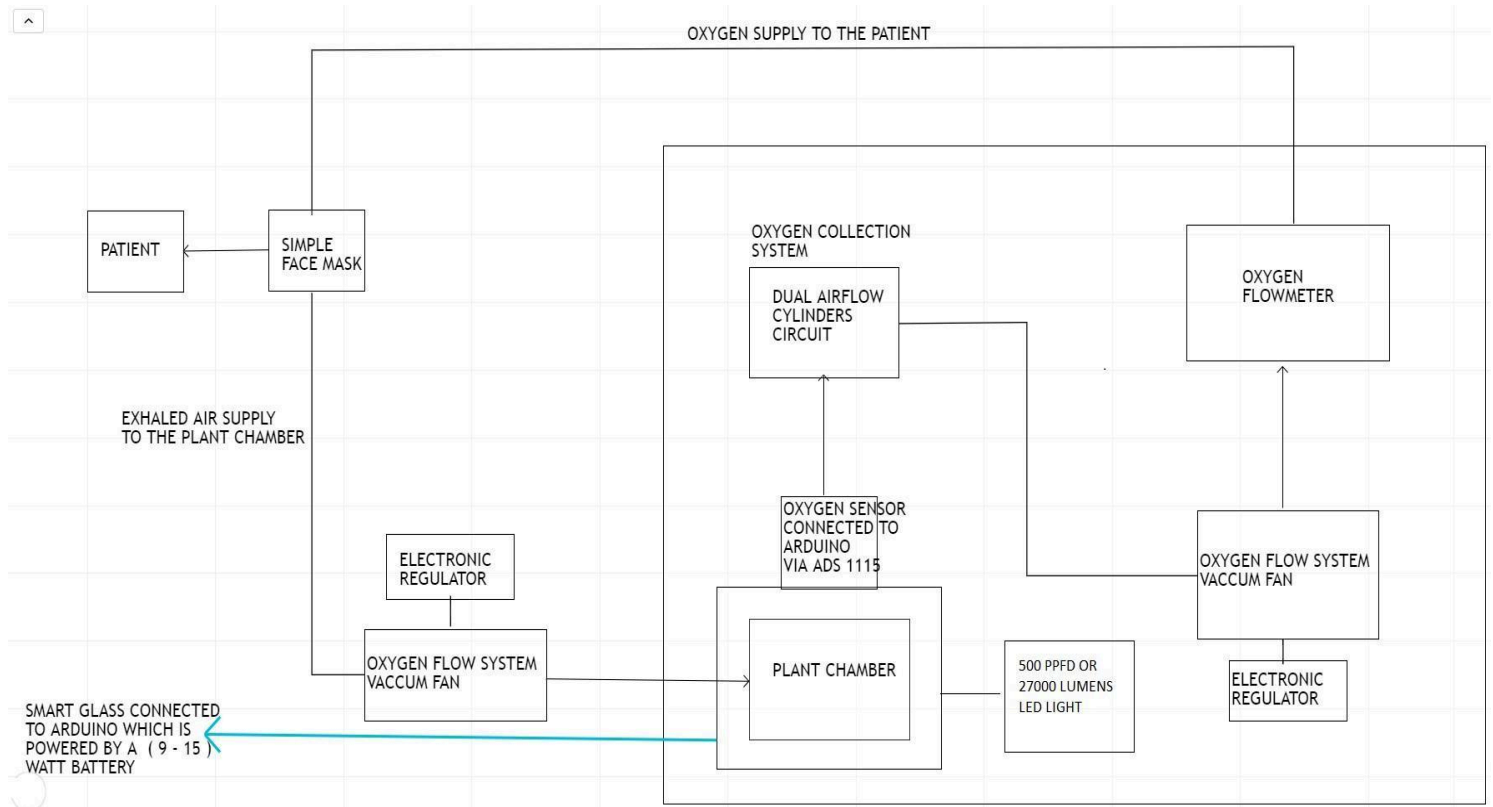 OXYGEN SUPPLY TO THE PATIENT
PATIENT
SIMPLE
FACE MASK
OXYGEN COLLECTION
SYSTEM
DUAL AIRFLOW
CYLINDERS
CIRCUIT
OXYGEN
FLOWMETER
EXHALED AIR SUPPLY
TO THE PLANT CHAMBER
OXYGEN SENSOR
CONNECTED TO
ARDUINO
VIA ADS 1115
ELECTRONIC
REGULATOR
OXYGEN FLOW SYSTEM
VACCUM FAN
OXYGEN FLOW SYSTEM
VACCUM FAN
PLANT CHAMBER
500 PPFD OR
27000 LUMENS
LED LIGHT
ELECTRONIC
REGULATOR
SMART GLASS CONNECTED
TO ARDUINO WHICH IS
POWERED BY A ( 9 - 15 )
WATT BATTERY